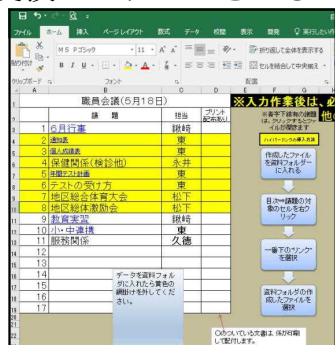 ファイル ホーム 挿入 ページレイアウト 数式 データ 校閲 表示 開発
ＭＳ Ｐゴシック 11
折り返して全体を表示する
貼り付け
B I U
セルを結合して中央揃え
クリップボード フォント 配置
A B C D E F G
職員会議(5月18日) ※入力作業後は、必
議 題 担当 プリント配布あり
1 6月行事 鍬﨑
2 通知表 東
3 個人成績表 東
4 保健関係(検診他) 永井
5 年間テスト計画 東
6 テストの受け方 東
7 地区総合体育大会 松下
8 地区総体激励会 松下
9 教育実習 鍬﨑
10 小・中連携 東
11 服務関係 久德
12
13
14
15
16
17
データを資料フォルダに入れたら黄色の網掛けを外してください。
ハイパーリンクの挿入方法
作成したファイルを資料フォルダーに入れる
目次⇒議題の対象のセルを右クリック
一番下の"リンク"を選択
資料フォルダの作成したファイルを選択
○のついている文書は 係が印刷して配付します。